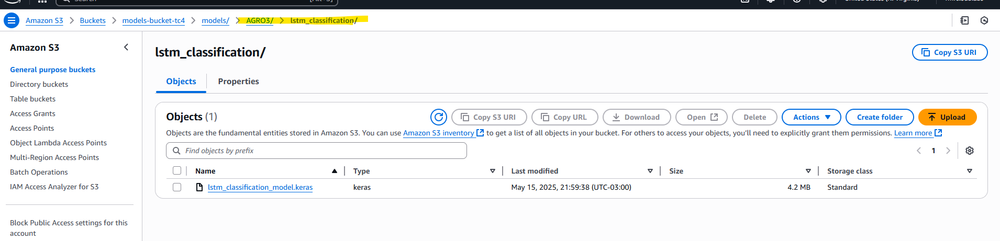 Search
[Alt+S]
United States (N. Virginia)
Amazon S3
Buckets
models-bucket-tc4
models/
AGRO3/
lstm_classification/
Amazon S3
General purpose buckets
Directory buckets
Table buckets
Access Grants
Access Points
Object Lambda Access Points
Multi-Region Access Points
Batch Operations
IAM Access Analyzer for S3
Block Public Access settings for this
account
lstm_classification/
Copy S3 URI
Objects
Properties
Objects (1)
Copy S3 URI
Copy URL
Download
Open
Delete
Actions
Create folder
Upload
Objects are the fundamental entities stored in Amazon S3. You can use Amazon S3 inventory to get a list of all objects in your bucket. For others to access your objects, you'll need to explicitly grant them permissions. Learn more
Find objects by prefix
1
Name Type Last modified Size Storage class
lstm_classification_model.keras keras May 15, 2025, 21:59:38 (UTC-03:00) 4.2 MB Standard